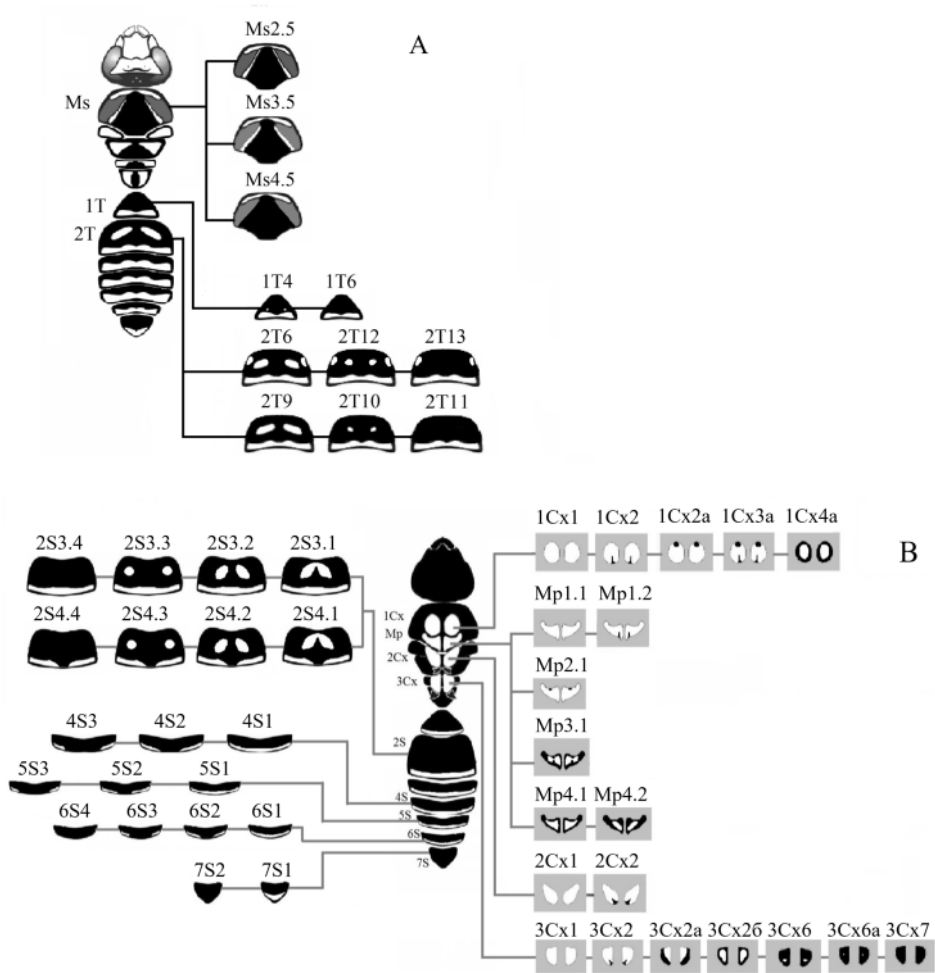 A
Ms2.5
Ms
Ms3.5
Ms4.5
1T
2T
1T4 1T6
2T6 2T12 2T13
2T9 2T10 2T11
B
1Cx1 1Cx2 1Cx2a 1Cx3a 1Cx4a
2S3.4 2S3.3 2S3.2 2S3.1
Mp1.1 Mp1.2
1Cx
2S4.4 2S4.3 2S4.2 2S4.1
Mp
2Cx
Mp2.1
3Cx
4S3 4S2 4S1
2S
Mp3.1
5S3 5S2 5S1
4S
Mp4.1 Mp4.2
6S4 6S3 6S2 6S1
5S
6S
2Cx1 2Cx2
7S2 7S1
7S
3Cx1 3Cx2 3Cx2a 3Cx2б 3Cx6 3Cx6a 3Cx7